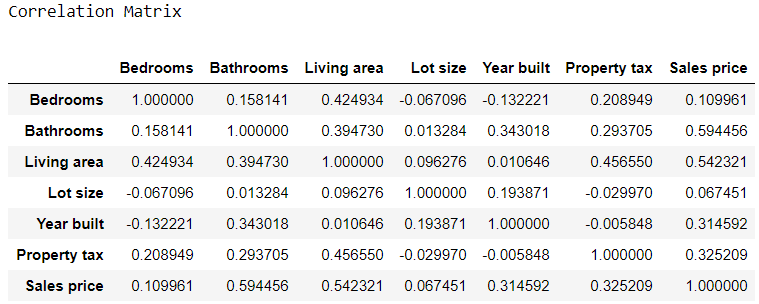 Correlation Matrix
Bedrooms Bathrooms Living area Lot size Year built Property tax Sales price
Bedrooms 1.000000 0.158141 0.424934 -0.067096 -0.132221 0.208949 0.109961
Bathrooms 0.158141 1.000000 0.394730 0.013284 0.343018 0.293705 0.594456
Living area 0.424934 0.394730 1.000000 0.096276 0.010646 0.456550 0.542321
Lot size -0.067096 0.013284 0.096276 1.000000 0.193871 -0.029970 0.067451
Year built -0.132221 0.343018 0.010646 0.193871 1.000000 -0.005848 0.314592
Property tax 0.208949 0.293705 0.456550 -0.029970 -0.005848 1.000000 0.325209
Sales price 0.109961 0.594456 0.542321 0.067451 0.314592 0.325209 1.000000